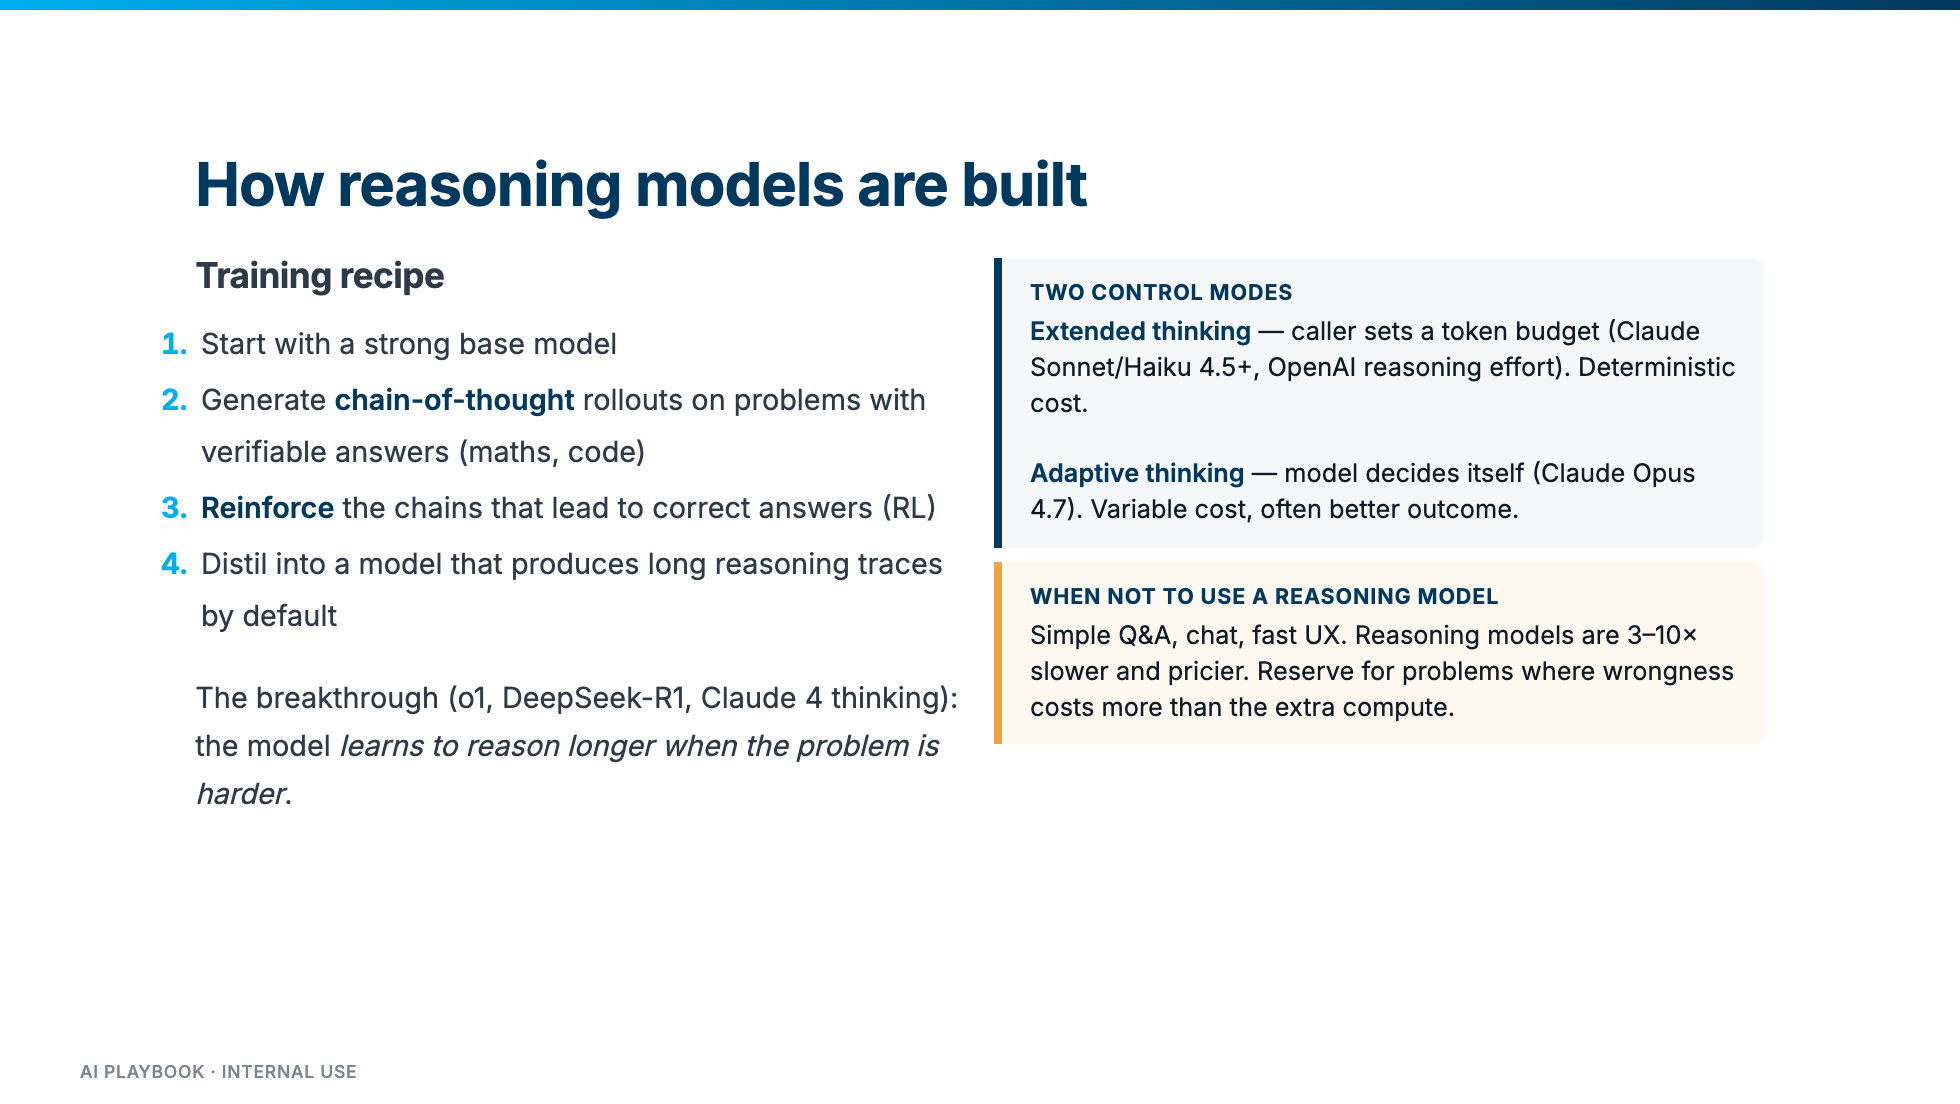 How reasoning models are built
Training recipe
1. Start with a strong base model
2. Generate chain-of-thought rollouts on problems with
verifiable answers (maths, code)
3. Reinforce the chains that lead to correct answers (RL)
4. Distil into a model that produces long reasoning traces
by default
The breakthrough (o1, DeepSeek-R1, Claude 4 thinking):
the model learns to reason longer when the problem is
harder.
TWO CONTROL MODES
Extended thinking — caller sets a token budget (Claude
Sonnet/Haiku 4.5+, OpenAI reasoning effort). Deterministic
cost.
Adaptive thinking — model decides itself (Claude Opus
4.7). Variable cost, often better outcome.
WHEN NOT TO USE A REASONING MODEL
Simple Q&A, chat, fast UX. Reasoning models are 3–10×
slower and pricier. Reserve for problems where wrongness
costs more than the extra compute.
AI PLAYBOOK · INTERNAL USE